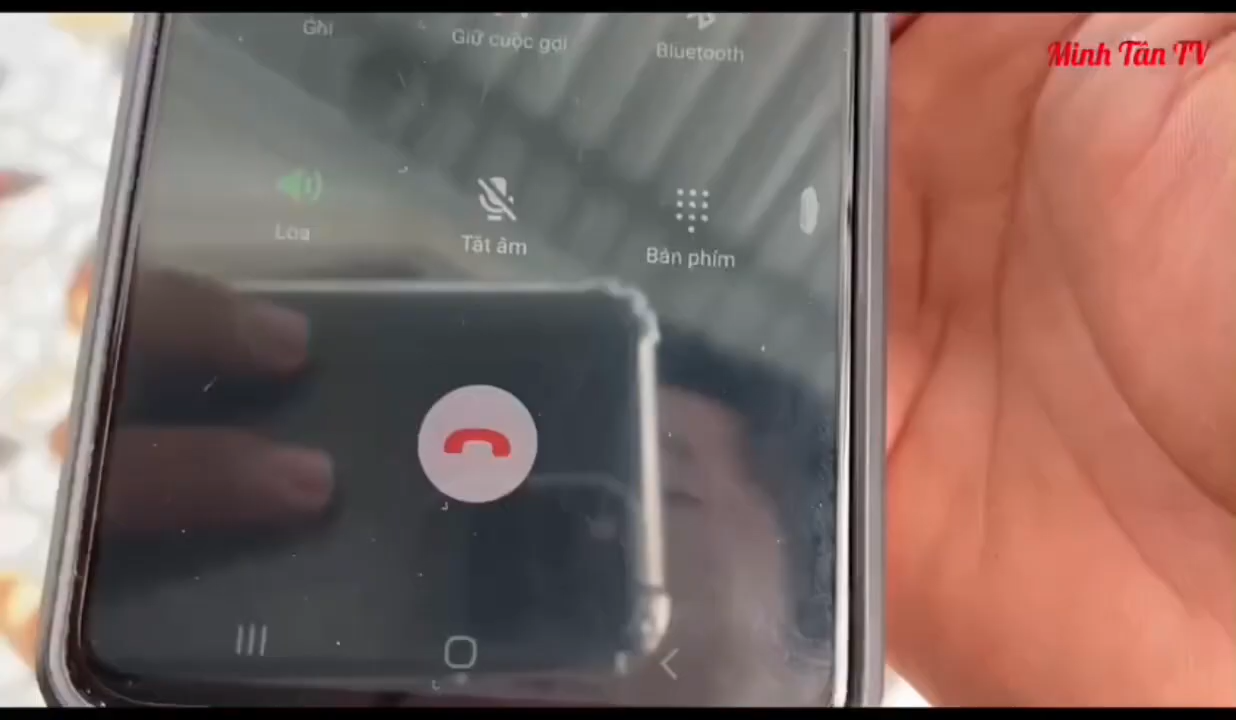 Minh Tân TV
Ghi
Giữ cuộc gọi
Bluetooth
Loa
Tắt âm
Bàn phím